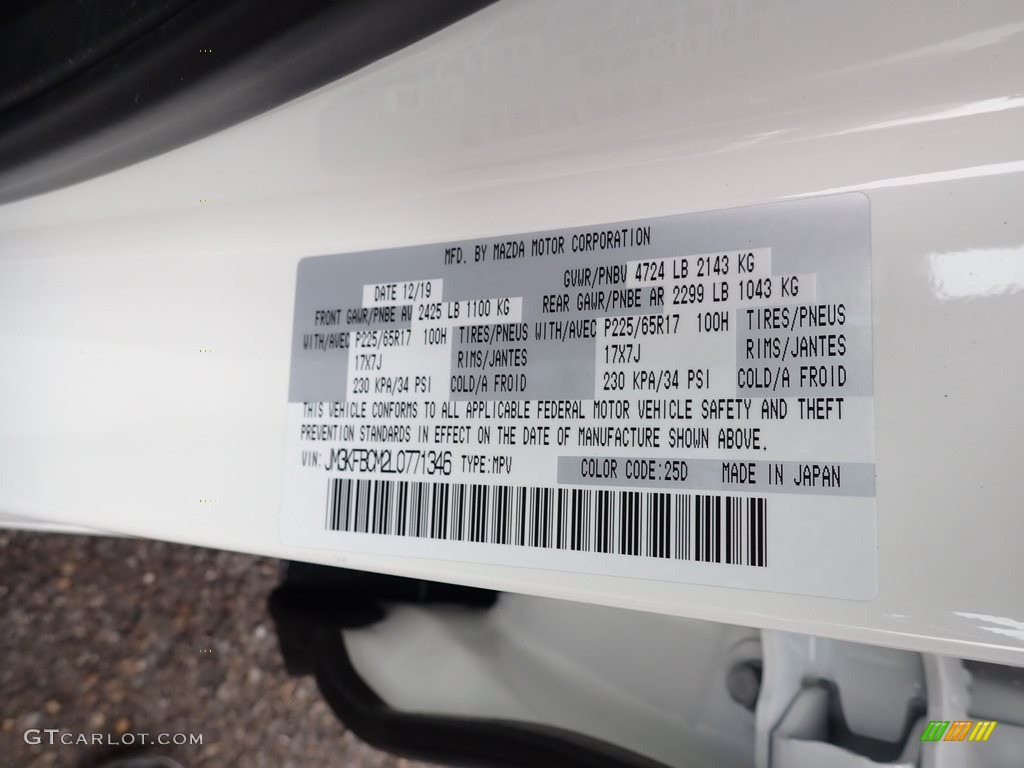 MFD. BY MAZDA MOTOR CORPORATION
DATE 12/19 GVWR/PNBV 4724 LB 2143 KG
FRONT GAWR/PNBE AV 2425 LB 1100 KG REAR GAWR/PNBE AR 2299 LB 1043 KG
WITH/AVEC P225/65R17 100H TIRES/PNEUS WITH/AVEC P225/65R17 100H TIRES/PNEUS
17X7J RIMS/JANTES 17X7J RIMS/JANTES
230 KPA/34 PSI COLD/A FROID 230 KPA/34 PSI COLD/A FROID
THIS VEHICLE CONFORMS TO ALL APPLICABLE FEDERAL MOTOR VEHICLE SAFETY AND THEFT
PREVENTION STANDARDS IN EFFECT ON THE DATE OF MANUFACTURE SHOWN ABOVE.
VIN: JM3KFBCM2L0771346 TYPE:MPV COLOR CODE:25D MADE IN JAPAN
GTCARLOT.COM